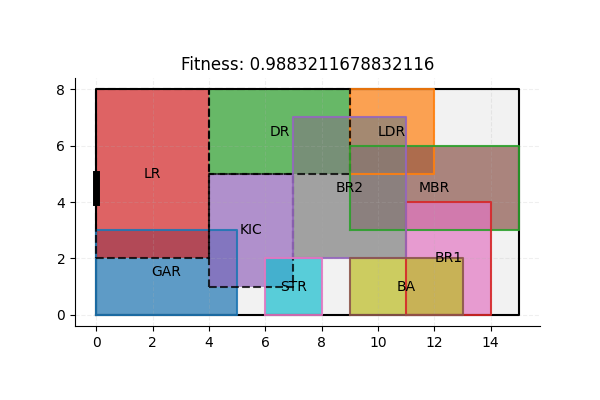 Fitness: 0.9883211678832116
8
DR
LDR
6
LR
BR2
MBR
4
KIC
2
GAR
BR1
STR
BA
0
0 2 4 6 8 10 12 14